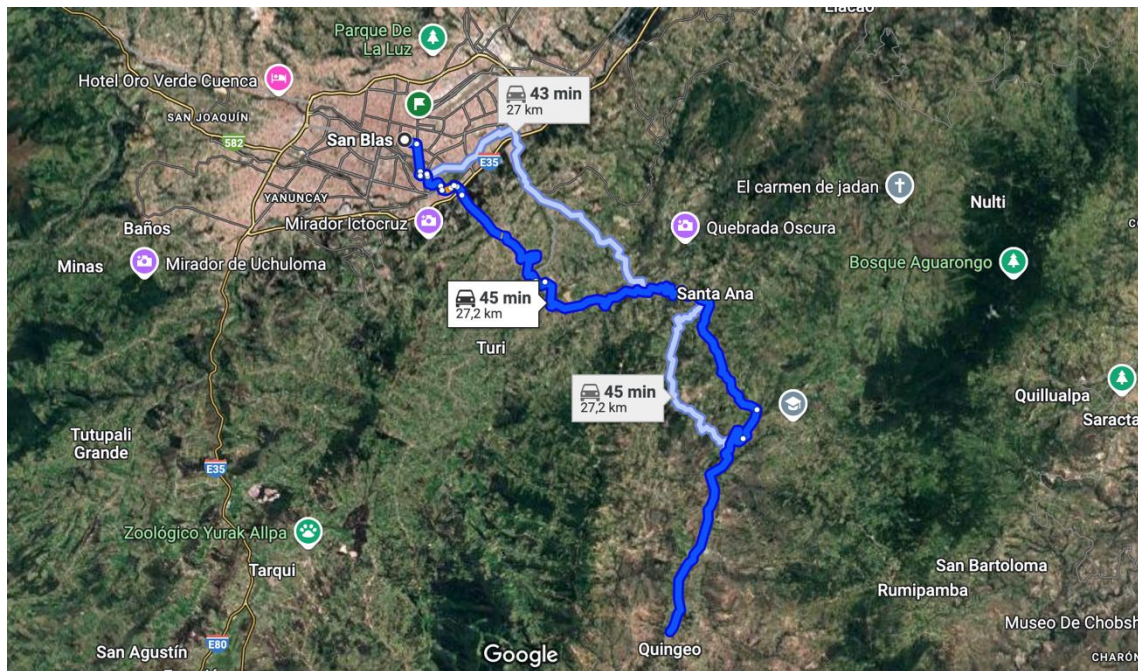 Elacao
Parque De
La Luz
Hotel Oro Verde Cuenca
43 min
27 km
SAN JOAQUÍN
582
San Blas
E35
YANUNCAY
El carmen de jadan
Nulti
Mirador Ictocruz
Quebrada Oscura
Baños
Minas
Mirador de Uchuloma
Bosque Aguarongo
45 min
27,2 km
Santa Ana
Turi
45 min
27,2 km
Quillualpa
Saracta
Tutupali
Grande
E35
Zoológico Yurak Allpa
Tarqui
San Bartoloma
Rumipamba
Museo De Chobsh
E80
San Agustín
Google
Quingeo
CHARÓN